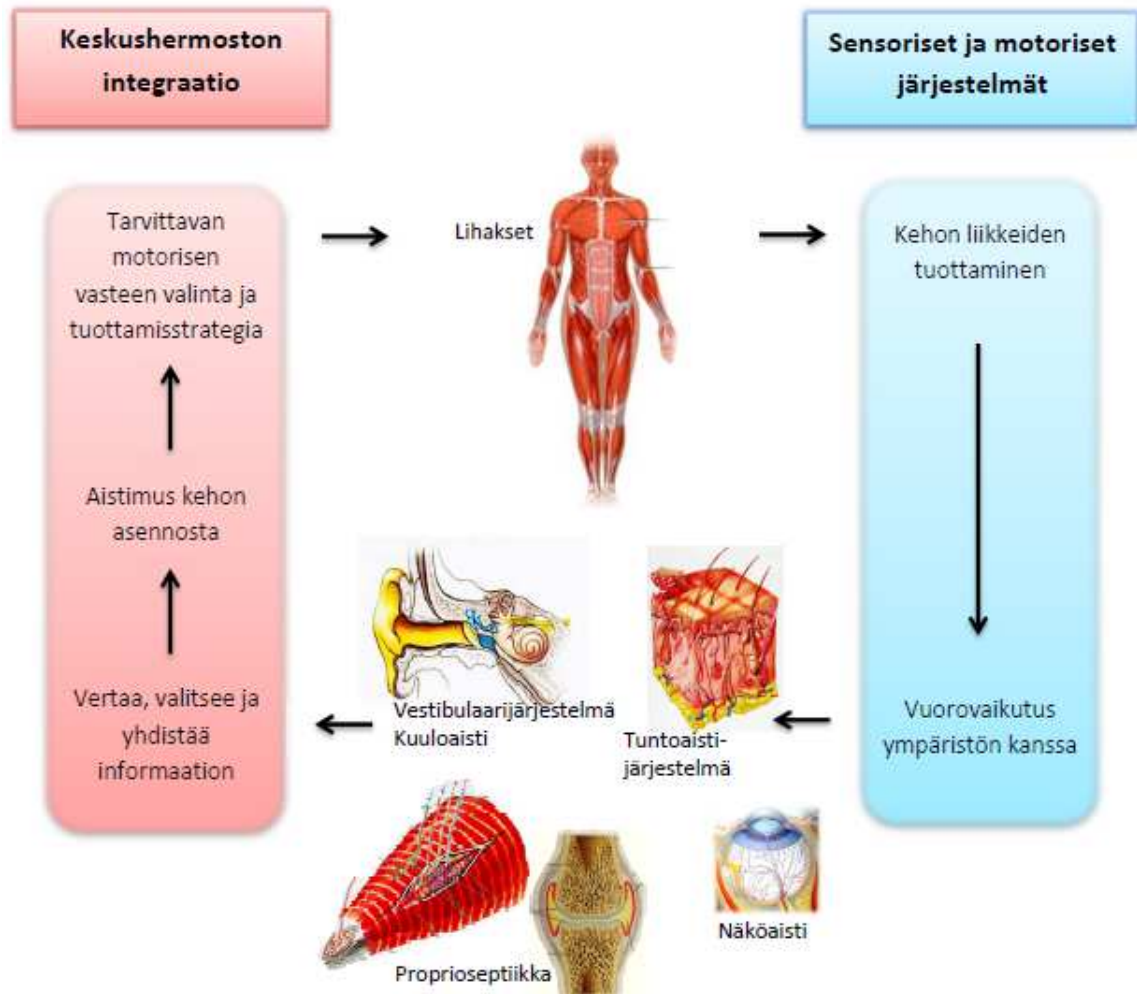 Keskushermoston
integraatio
Sensoriset ja motoriset
järjestelmät
Tarvittavan
motorisen
vasteen valinta ja
tuottamisstrategia
Aistimus kehon
asennosta
Vertaa, valitsee ja
yhdistää
informaation
Lihakset
Kehon liikkeiden
tuottaminen
Vuorovaikutus
ympäristön kanssa
Vestibulaarijärjestelmä
Kuuloaisti
Tuntoaisti-
järjestelmä
Proprioseptiikka
Näköaisti